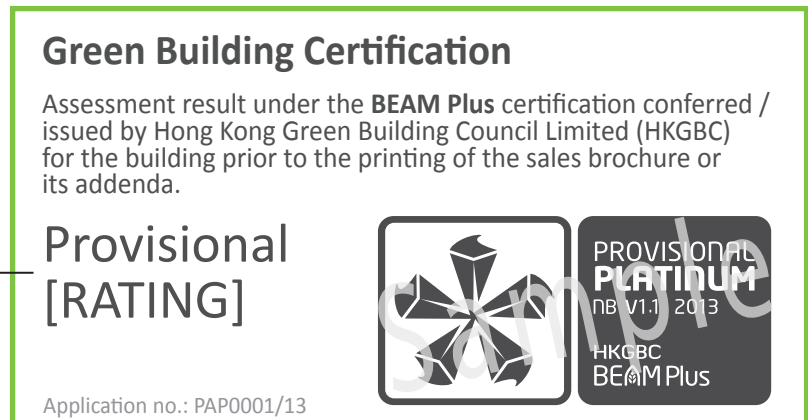 Green Building Certification
Assessment result under the BEAM Plus certification conferred /
issued by Hong Kong Green Building Council Limited (HKGBC)
for the building prior to the printing of the sales brochure or
its addenda.
Provisional
[RATING]
PROVISIONAL
PLATINUM
NB V1.1 2013
HKGBC
BEAM Plus
Sample
Application no.: PAP0001/13